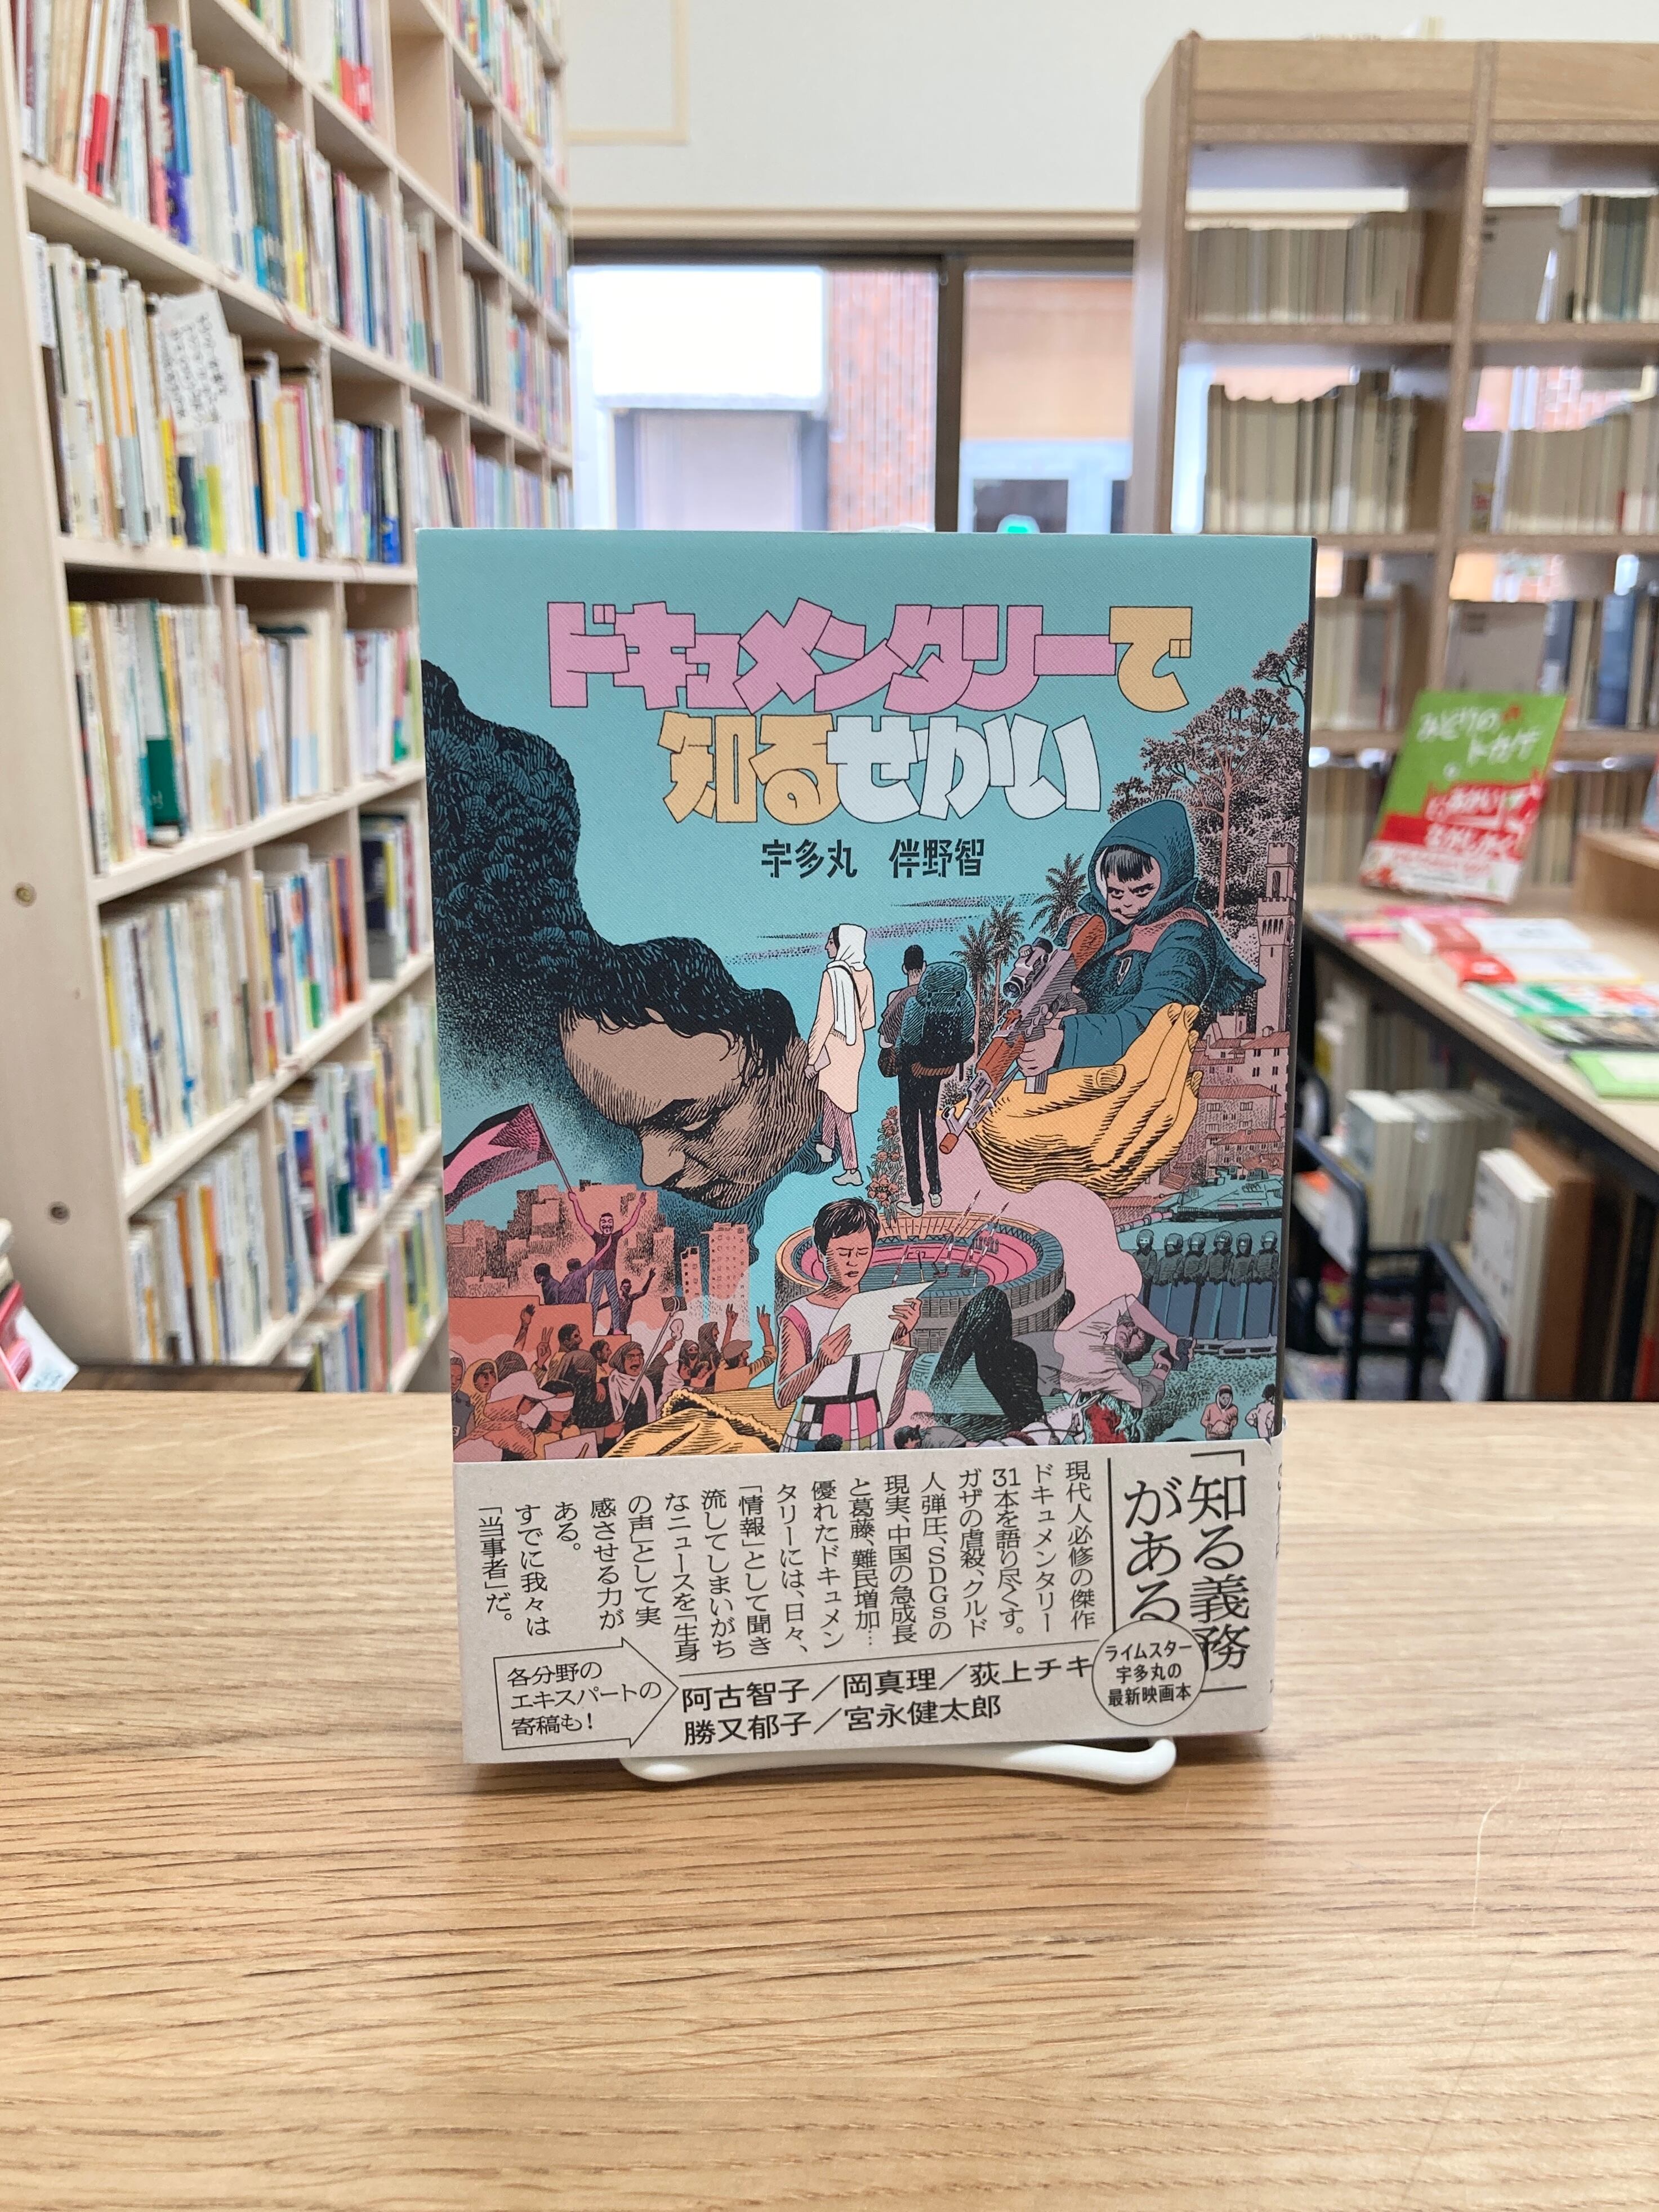 ドキュメンタリーで
知るせかい
宇多丸 伴野智
「知る義務
がある」
現代人必修の傑作
ドキュメンタリー
31本を語り尽くす。
ガザの虐殺、クルド
人弾圧、SDGsの
現実、中国の急成長
と葛藤、難民増加…
優れたドキュメン
タリーには、日々、
「情報」として聞き
流してしまいがち
なニュースを「生身
の声」として実
感させる力が
ある。
すでに我々は
「当事者」だ。
ライムスター
宇多丸の
最新映画本
各分野の
エキスパートの
寄稿も!
阿古智子/岡真理/荻上チキ
勝又郁子/宮永健太郎
みどりの
トカゲ